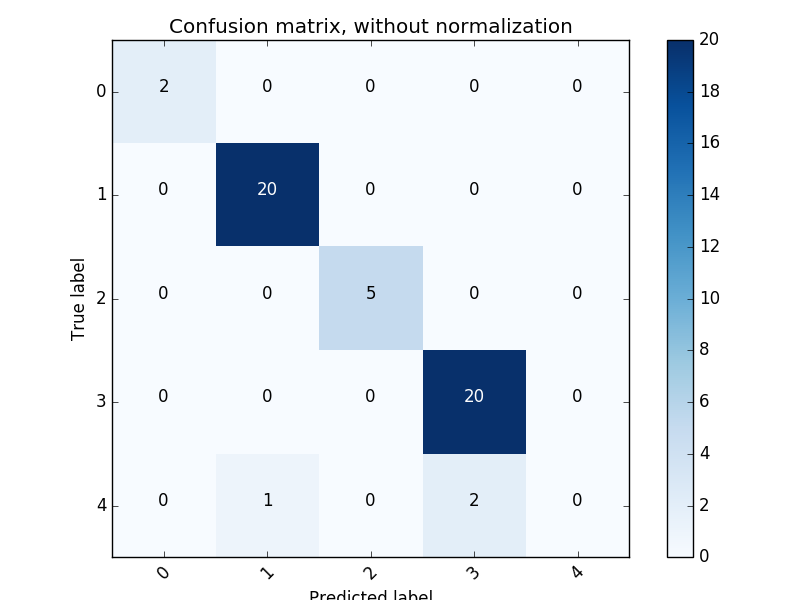 Confusion matrix, without normalization
0 2 0 0 0 0
1 0 20 0 0 0
2 0 0 5 0 0
3 0 0 0 20 0
4 0 1 0 2 0
0 1 2 3 4
True label
Predicted label
20
18
16
14
12
10
8
6
4
2
0